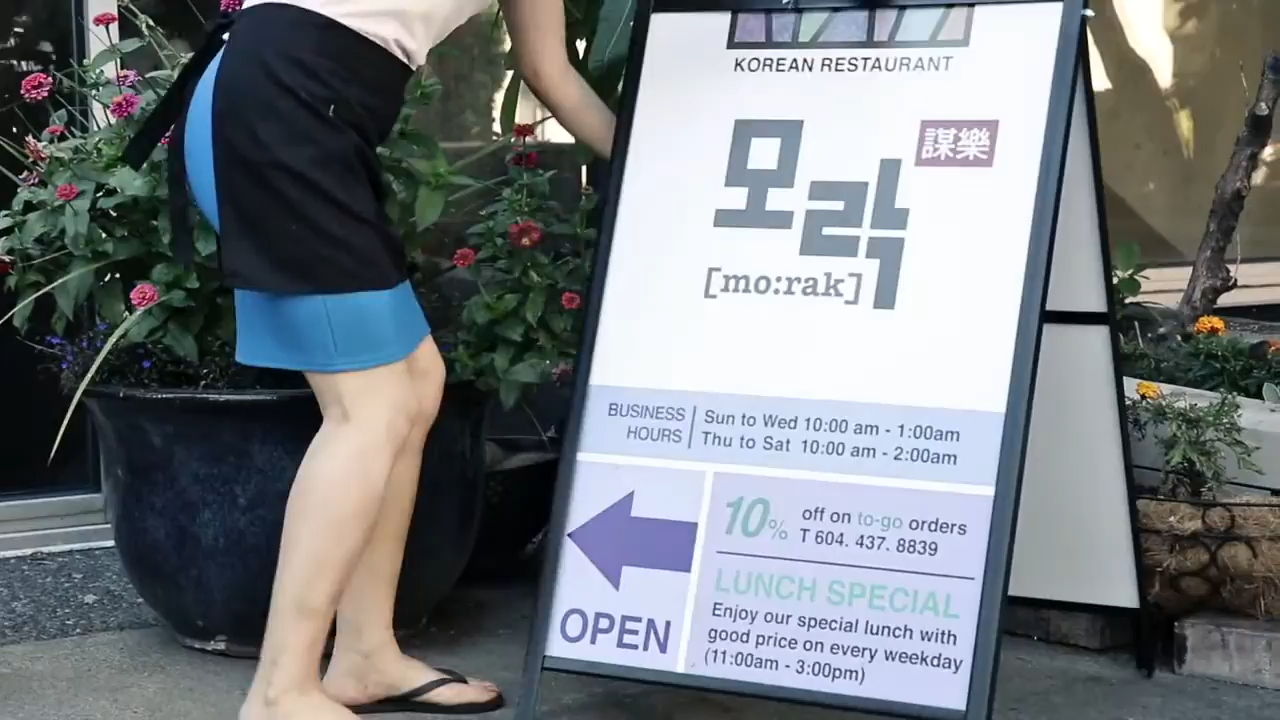 KOREAN RESTAURANT
모락
謀樂
[mo:rak]
BUSINESS HOURS
Sun to Wed 10:00 am - 1:00am
Thu to Sat 10:00 am - 2:00am
OPEN
10% off on to-go orders
T 604. 437. 8839
LUNCH SPECIAL
Enjoy our special lunch with
good price on every weekday
(11:00am - 3:00pm)